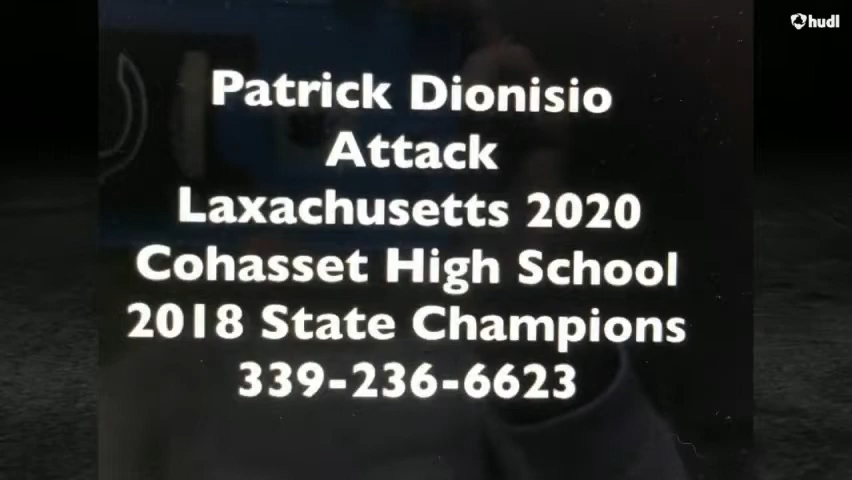 hudl
Patrick Dionisio
Attack
Laxachusetts 2020
Cohasset High School
2018 State Champions
339-236-6623